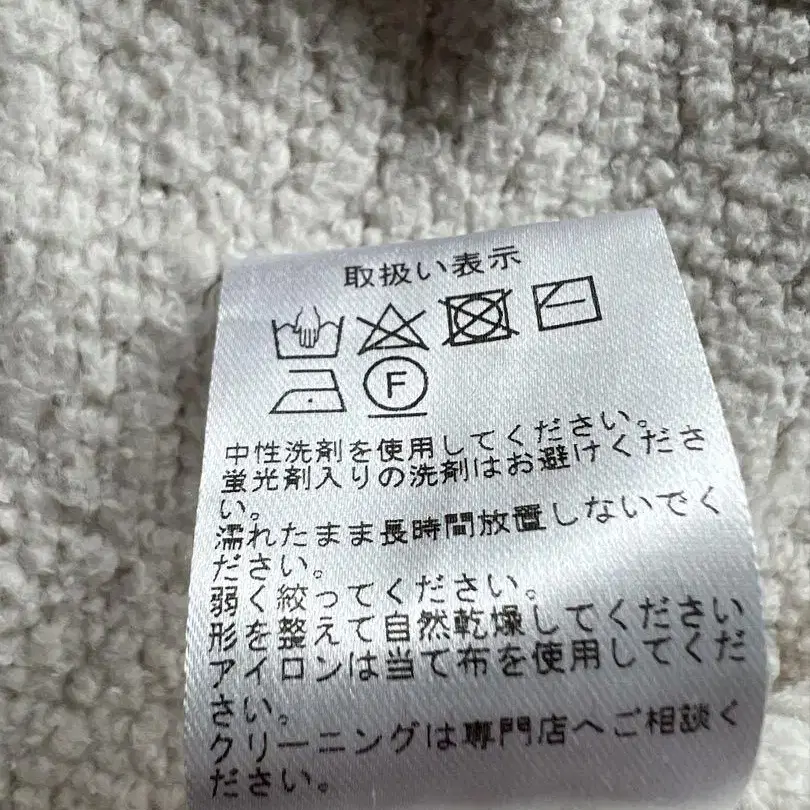 取扱い表示
F
中性洗剤を使用してください。
蛍光剤入りの洗剤はお避けくださ
い。
濡れたまま長時間放置しないでく
ださい。
弱く絞ってください。
形を整えて自然乾燥してください
アイロンは当て布を使用してくだ
さい。
クリーニングは専門店へご相談く
ださい。